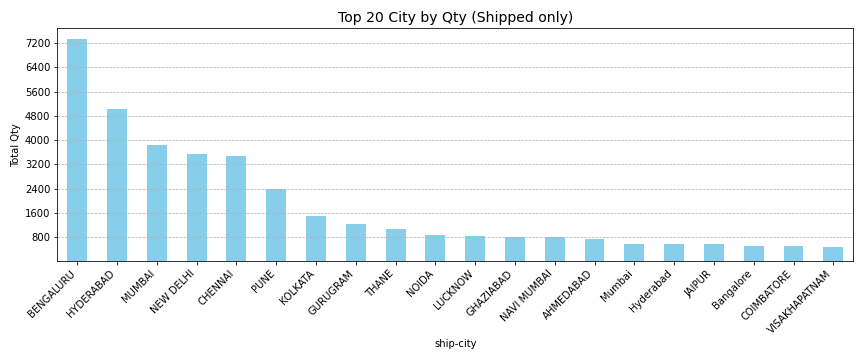 Top 20 City by Qty (Shipped only)
Total Qty
7200
6400
5600
4800
4000
3200
2400
1600
800
BENGALURU
HYDERABAD
MUMBAI
NEW DELHI
CHENNAI
PUNE
KOLKATA
GURUGRAM
THANE
NOIDA
LUCKNOW
GHAZIABAD
NAVI MUMBAI
AHMEDABAD
Mumbai
Hyderabad
JAIPUR
Bangalore
COIMBATORE
VISAKHAPATNAM
ship-city